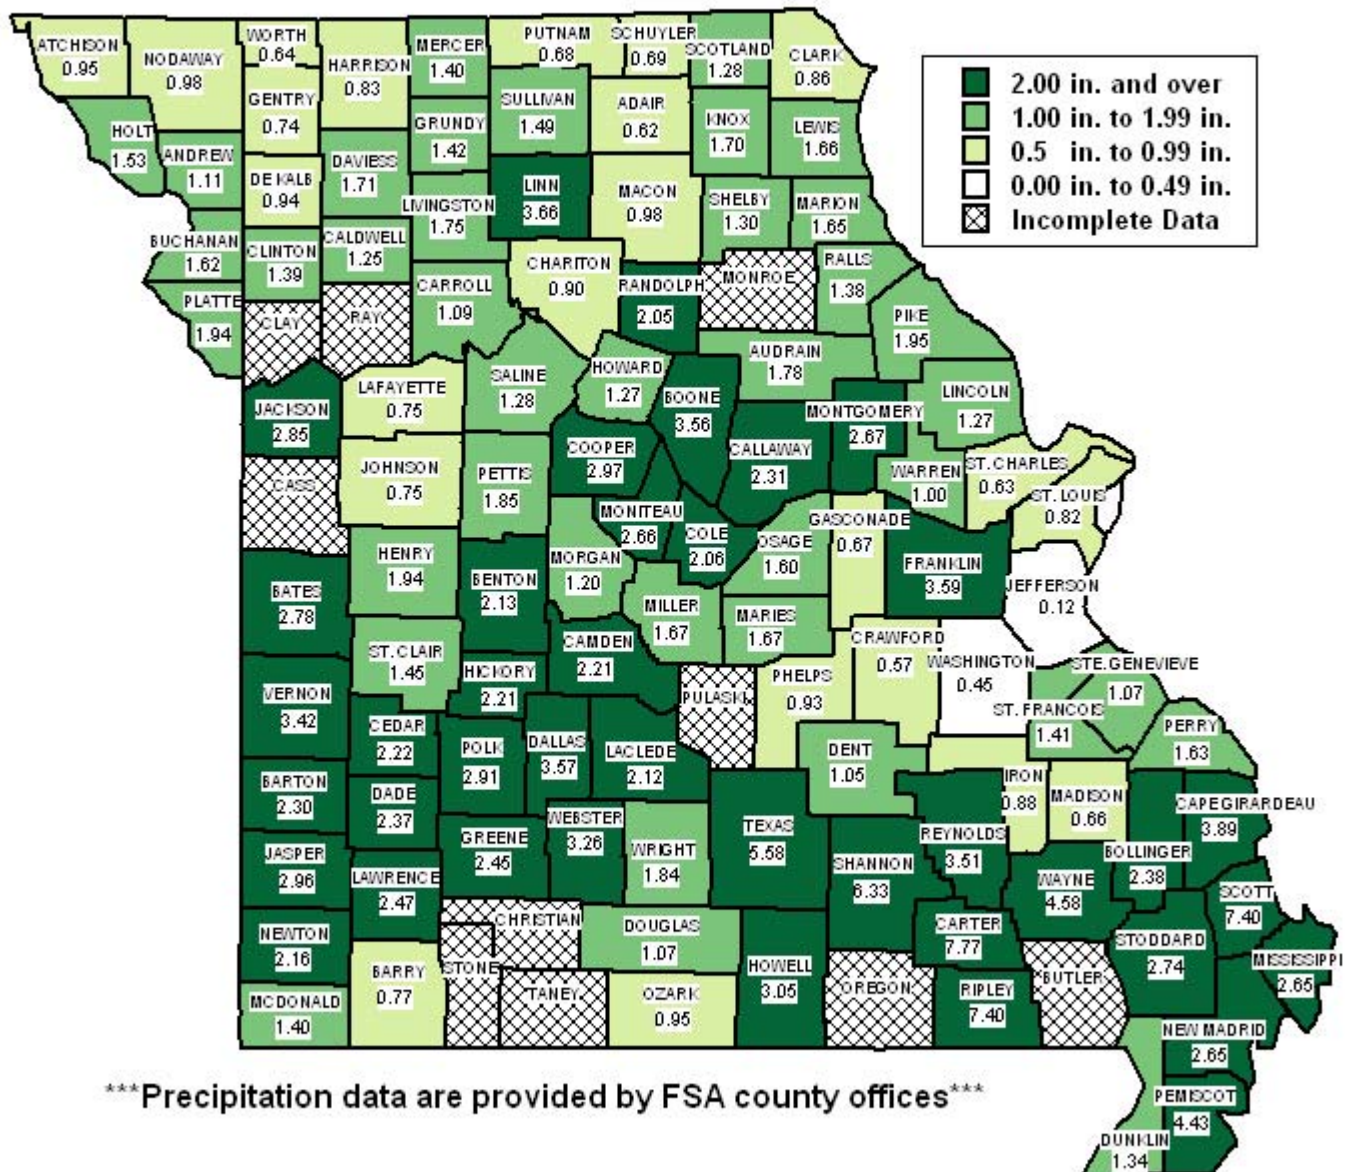 ATCHISON
0.95
NODAWAY
0.98
WORTH
0.64
HARRISON
0.83
MERCER
1.40
PUTNAM
0.68
SCHUYLER
0.69
SCOTLAND
1.28
CLARK
0.86
2.00 in. and over
1.00 in. to 1.99 in.
0.5 in. to 0.99 in.
0.00 in. to 0.49 in.
Incomplete Data
HOLT
1.53
ANDREW
1.11
GENTRY
0.74
DE KALB
0.94
DAVIESS
1.71
GRUNDY
1.42
SULLIVAN
1.49
ADAIR
0.62
KNOX
1.70
LEWIS
1.66
LIVINGSTON
1.75
LINN
3.66
MACON
0.98
SHELBY
1.30
MARION
1.65
BUCHANAN
1.62
CLINTON
1.39
CALDWELL
1.25
PLATTE
1.94
CLAY
RAY
CARROLL
1.09
CHARITON
0.90
RANDOLPH
2.05
MONROE
RALLS
1.38
PIKE
1.95
AUDRAIN
1.78
JACKSON
2.85
LAFAYETTE
0.75
SALINE
1.28
HOWARD
1.27
BOONE
3.56
CALLAWAY
2.31
MONTGOMERY
2.67
LINCOLN
1.27
WARREN
1.00
ST. CHARLES
0.63
ST. LOUIS
0.82
CASS
JOHNSON
0.75
PETTIS
1.85
COOPER
2.97
MONITEAU
2.66
COLE
2.06
OSAGE
1.60
GASCONADE
0.67
FRANKLIN
3.59
JEFFERSON
0.12
BATES
2.78
HENRY
1.94
BENTON
2.13
MORGAN
1.20
MILLER
1.67
MARIES
1.67
CRAWFORD
0.57
WASHINGTON
0.45
STE. GENEVIEVE
1.07
ST. FRANCOIS
1.41
PERRY
1.63
VERNON
3.42
ST. CLAIR
1.45
HICKORY
2.21
CAMDEN
2.21
PULASKI
PHELPS
0.93
DENT
1.05
IRON
0.88
MADISON
0.66
CAPE GIRARDEAU
3.89
BARTON
2.30
CEDAR
2.22
DADE
2.37
POLK
2.91
DALLAS
3.57
LACLEDE
2.12
TEXAS
5.58
SHANNON
6.33
REYNOLDS
3.51
WAYNE
4.58
BOLLINGER
2.38
SCOTT
7.40
JASPER
2.96
LAWRENCE
2.47
GREENE
2.45
WEBSTER
3.26
WRIGHT
1.84
NEWTON
2.16
BARRY
0.77
STONE
CHRISTIAN
TANEY
DOUGLAS
1.07
OZARK
0.95
HOWELL
3.05
OREGON
CARTER
7.77
RIPLEY
7.40
BUTLER
STODDARD
2.74
MISSISSIPPI
2.65
MCDONALD
1.40
NEW MADRID
2.65
PEMISCOT
4.43
DUNKLIN
1.34
***Precipitation data are provided by FSA county offices***